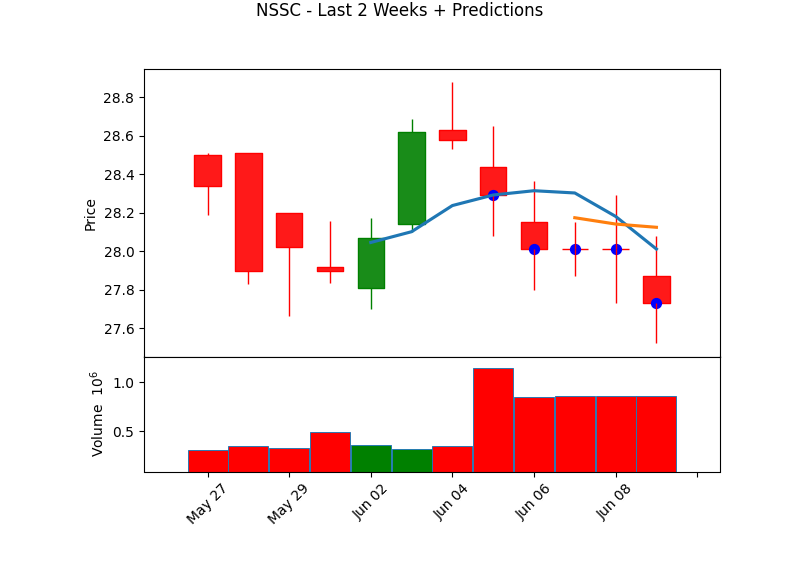 NSSC - Last 2 Weeks + Predictions
28.8
28.6
28.4
28.2
28.0
27.8
27.6
Price
1.0
0.5
Volume 10^6
May 27
May 29
Jun 02
Jun 04
Jun 06
Jun 08